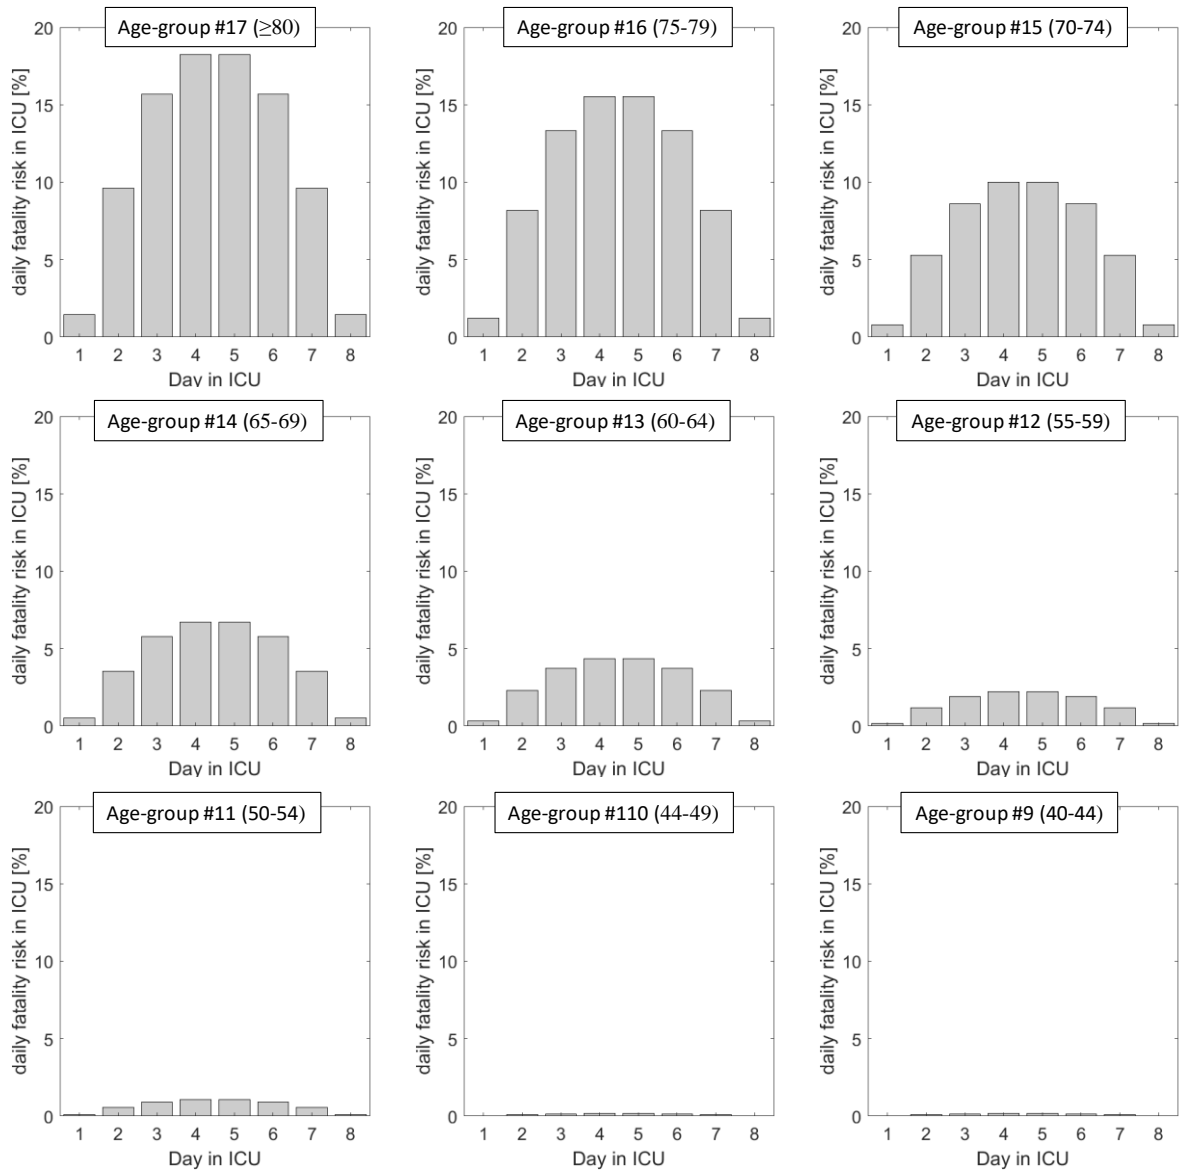 Age-group #17 (≥80)
20
15
10
5
0
daily fatality risk in ICU [%]
1 2 3 4 5 6 7 8
Day in ICU
Age-group #16 (75-79)
20
15
10
5
0
daily fatality risk in ICU [%]
1 2 3 4 5 6 7 8
Day in ICU
Age-group #15 (70-74)
20
15
10
5
0
daily fatality risk in ICU [%]
1 2 3 4 5 6 7 8
Day in ICU
Age-group #14 (65-69)
20
15
10
5
0
daily fatality risk in ICU [%]
1 2 3 4 5 6 7 8
Day in ICU
Age-group #13 (60-64)
20
15
10
5
0
daily fatality risk in ICU [%]
1 2 3 4 5 6 7 8
Day in ICU
Age-group #12 (55-59)
20
15
10
5
0
daily fatality risk in ICU [%]
1 2 3 4 5 6 7 8
Day in ICU
Age-group #11 (50-54)
20
15
10
5
0
daily fatality risk in ICU [%]
1 2 3 4 5 6 7 8
Day in ICU
Age-group #110 (44-49)
20
15
10
5
0
daily fatality risk in ICU [%]
1 2 3 4 5 6 7 8
Day in ICU
Age-group #9 (40-44)
20
15
10
5
0
daily fatality risk in ICU [%]
1 2 3 4 5 6 7 8
Day in ICU